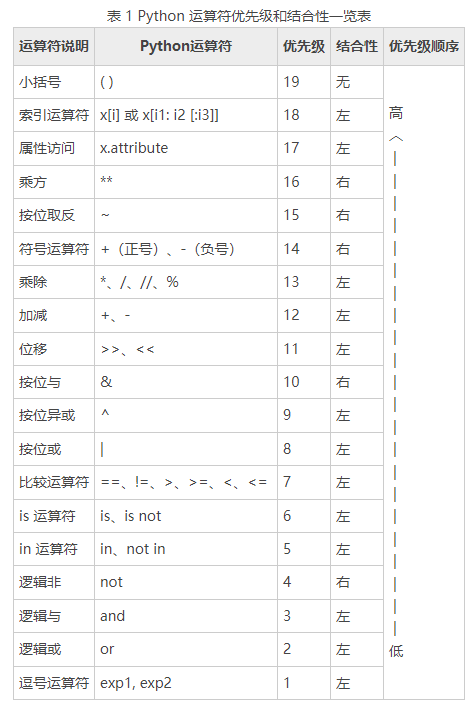 表 1 Python 运算符优先级和结合性一览表
运算符说明 Python运算符 优先级 结合性 优先级顺序
小括号 ( ) 19 无
索引运算符 x[i] 或 x[i1: i2 [:i3]] 18 左 高
属性访问 x.attribute 17 左
乘方 ** 16 右
按位取反 ~ 15 右
符号运算符 +（正号）、-（负号） 14 右
乘除 *、/、//、% 13 左
加减 +、- 12 左
位移 >>、<< 11 左
按位与 & 10 右
按位异或 ^ 9 左
按位或 | 8 左
比较运算符 ==、!=、>、>=、<、<= 7 左
is 运算符 is、is not 6 左
in 运算符 in、not in 5 左
逻辑非 not 4 右
逻辑与 and 3 左
逻辑或 or 2 左 低
逗号运算符 exp1, exp2 1 左